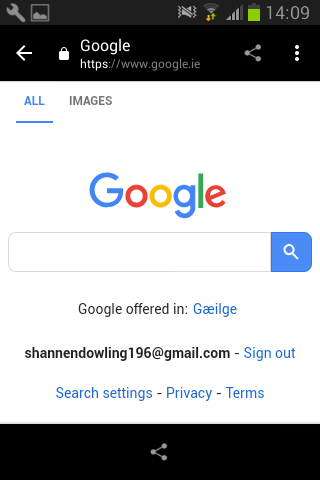 14:09
Google
https://www.google.ie
ALL IMAGES
Google
Google offered in: Gæilge
shannendowling196@gmail.com - Sign out
Search settings - Privacy - Terms